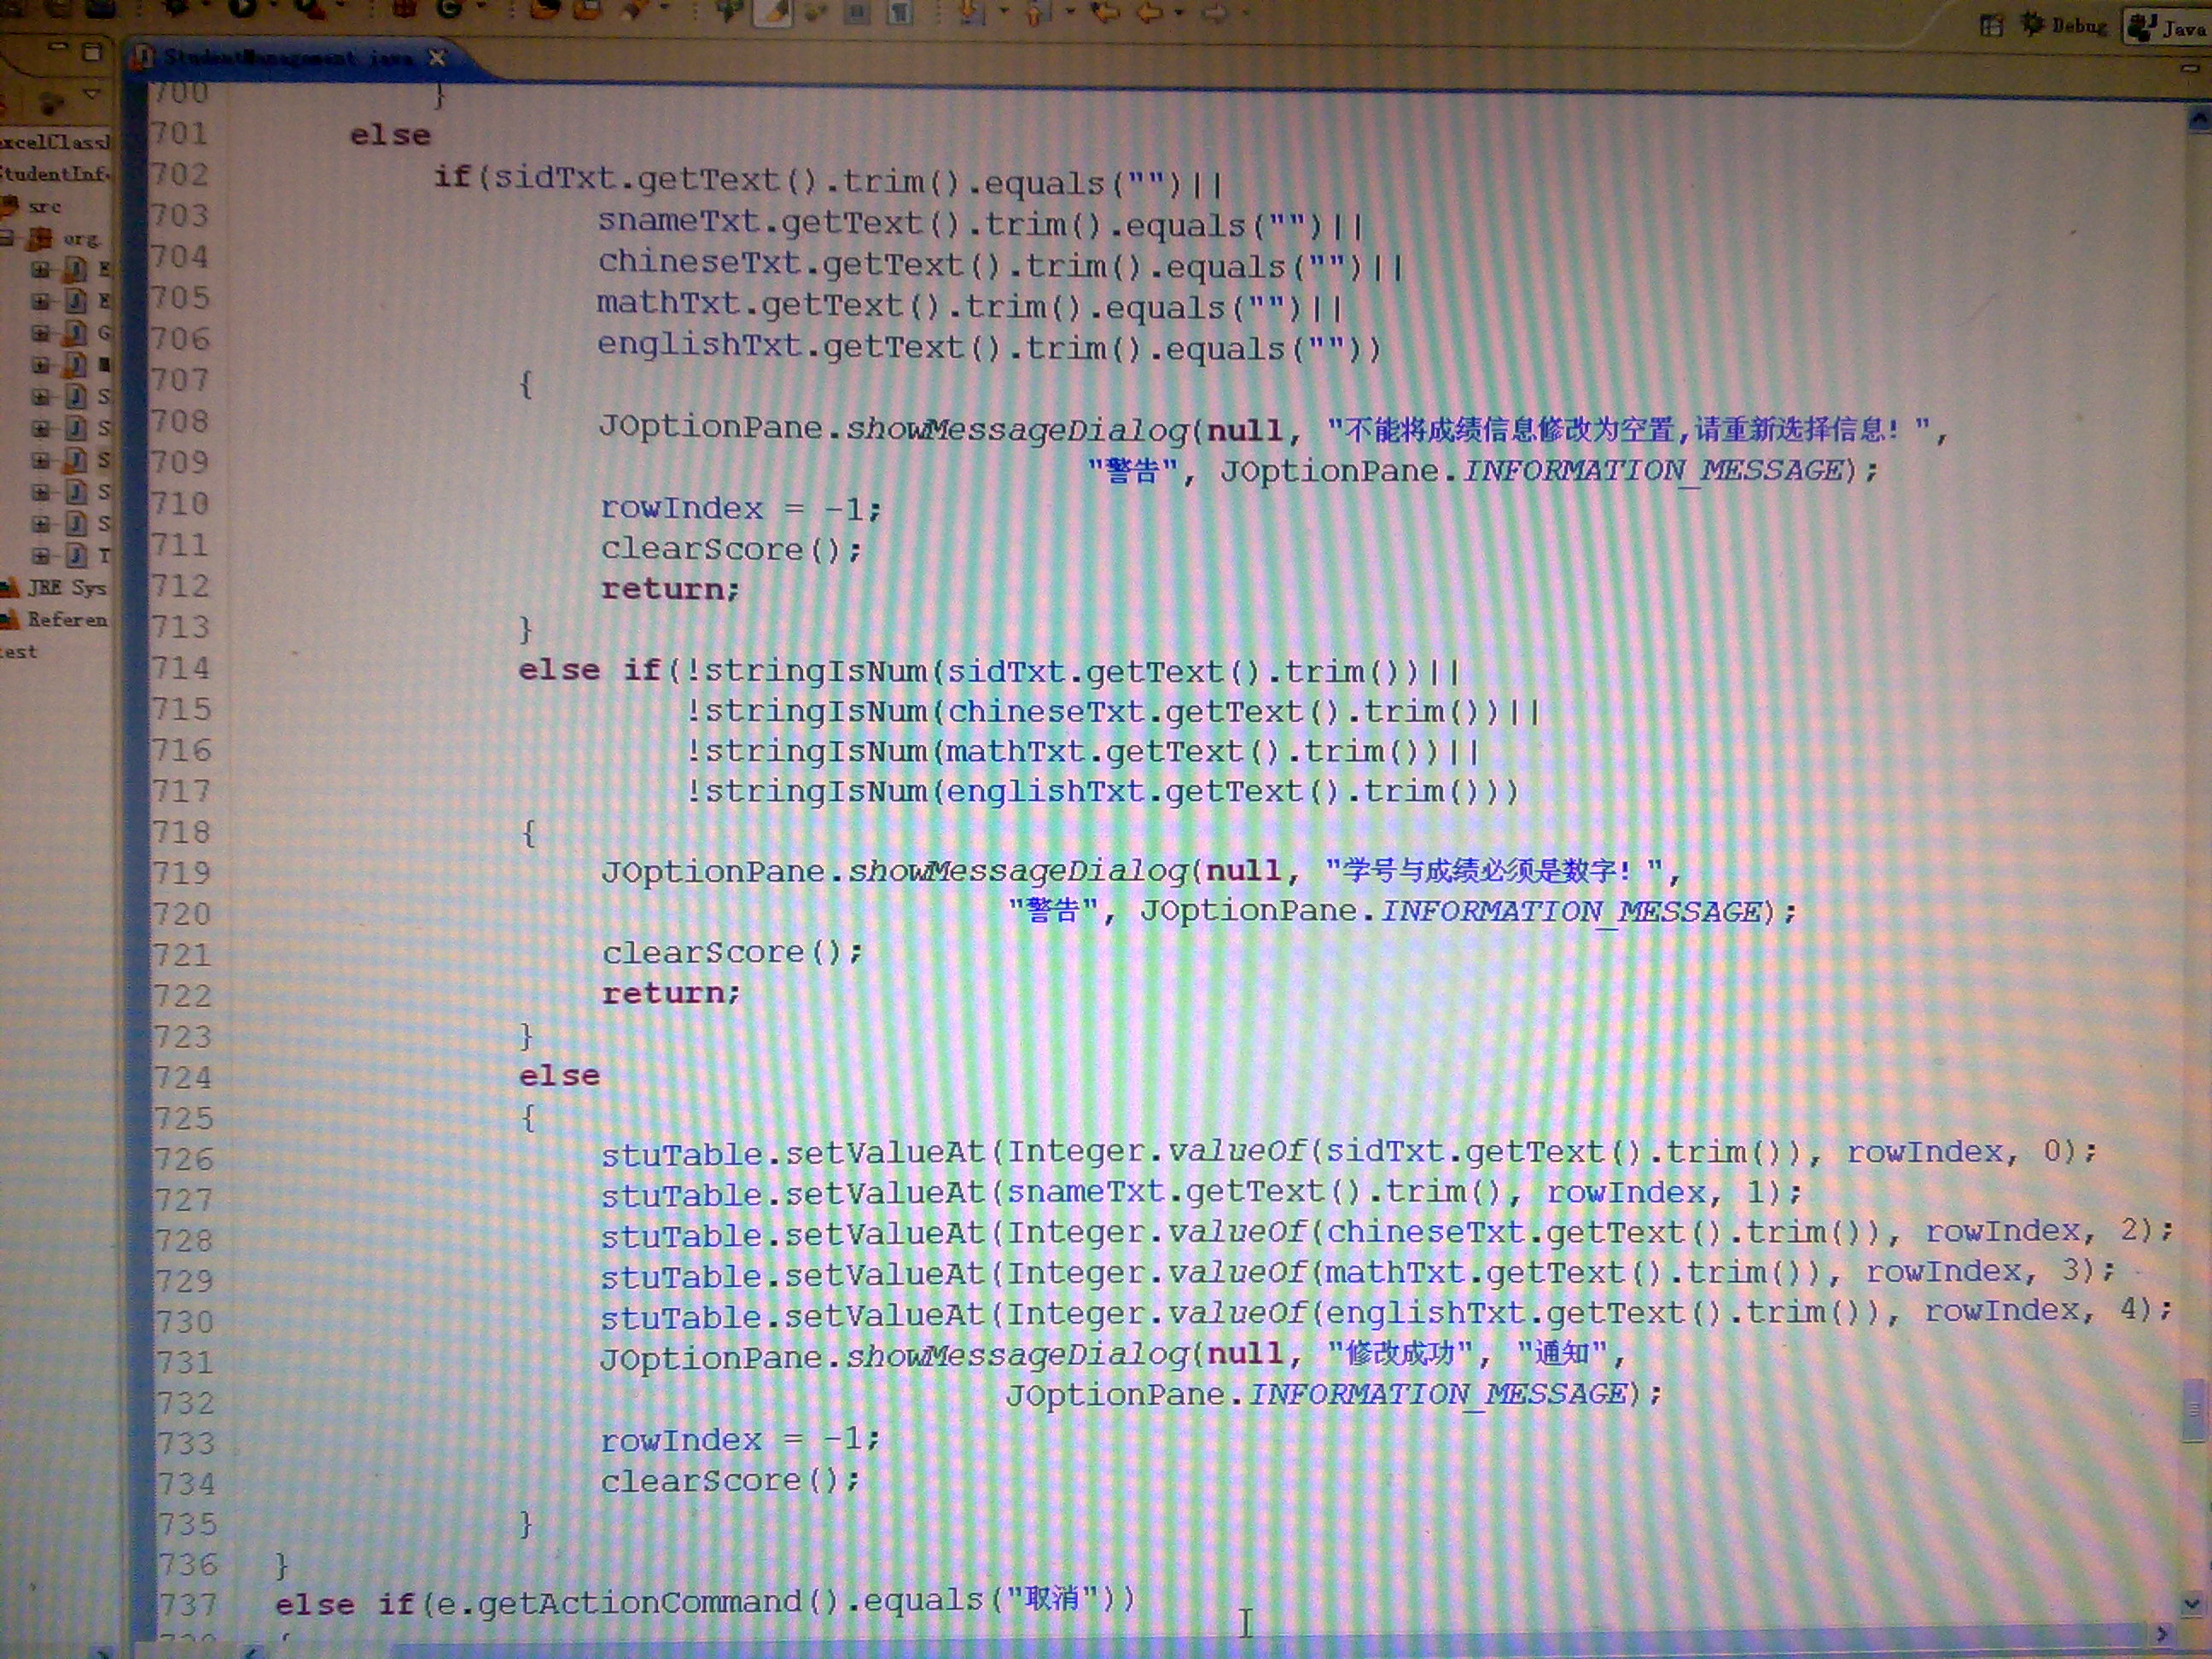 Debug
Java
StudentManagement.java
src
org
JRE Sys
Referen
700 }
701 else
702 if(sidTxt.getText().trim().equals("")||
703 snameTxt.getText().trim().equals("")||
704 chineseTxt.getText().trim().equals("")||
705 mathTxt.getText().trim().equals("")||
706 englishTxt.getText().trim().equals(""))
707 {
708 JOptionPane.showMessageDialog(null, "不能将成绩信息修改为空置,请重新选择信息! ",
709 "警告", JOptionPane.INFORMATION_MESSAGE);
710 rowIndex = -1;
711 clearScore();
712 return;
713 }
714 else if(!stringIsNum(sidTxt.getText().trim())||
715 !stringIsNum(chineseTxt.getText().trim())||
716 !stringIsNum(mathTxt.getText().trim())||
717 !stringIsNum(englishTxt.getText().trim()))
718 {
719 JOptionPane.showMessageDialog(null, "学号与成绩必须是数字! ",
720 "警告", JOptionPane.INFORMATION_MESSAGE);
721 clearScore();
722 return;
723 }
724 else
725 {
726 stuTable.setValueAt(Integer.valueOf(sidTxt.getText().trim()), rowIndex, 0);
727 stuTable.setValueAt(snameTxt.getText().trim(), rowIndex, 1);
728 stuTable.setValueAt(Integer.valueOf(chineseTxt.getText().trim()), rowIndex, 2);
729 stuTable.setValueAt(Integer.valueOf(mathTxt.getText().trim()), rowIndex, 3);
730 stuTable.setValueAt(Integer.valueOf(englishTxt.getText().trim()), rowIndex, 4);
731 JOptionPane.showMessageDialog(null, "修改成功", "通知",
732 JOptionPane.INFORMATION_MESSAGE);
733 rowIndex = -1;
734 clearScore();
735 }
736 }
737 else if(e.getActionCommand().equals("取消"))